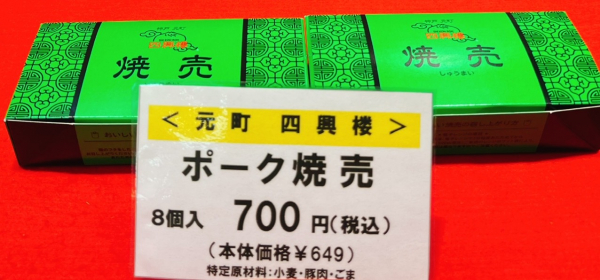 四興樓
焼売
四興樓
焼売
しゅうまい
＜元町 四興楼＞
ポーク焼売
8個入 700円(税込)
(本体価格￥649)
特定原材料:小麦・豚肉・ごま